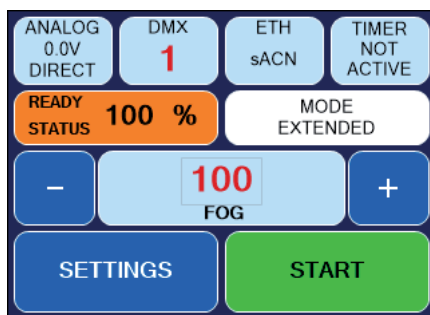 ANALOG
0.0V
DIRECT
DMX
1
ETH
sACN
TIMER
NOT
ACTIVE
READY
STATUS
100 %
MODE
EXTENDED
−
100
FOG
+
SETTINGS
START